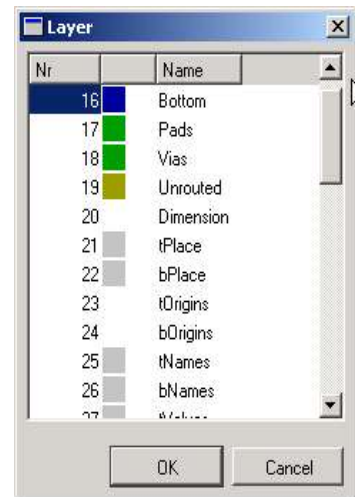 Layer
Nr Name
16 Bottom
17 Pads
18 Vias
19 Unrouted
20 Dimension
21 tPlace
22 bPlace
23 tOrigins
24 bOrigins
25 tNames
26 bNames
OK Cancel